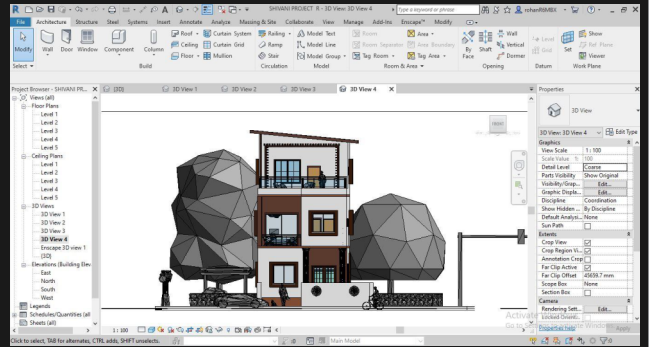 SHIVANI PROJECT R - 3D View: 3D View 4
Type a keyword or phrase
rohanR6MBX
File Architecture Structure Steel Systems Insert Annotate Analyze Massing & Site Collaborate View Manage Add-Ins Enscape™ Modify
Modify Wall Door Window Component Column
Roof Ceiling Floor
Curtain System Curtain Grid Mullion
Railing Ramp Stair
Model Text Model Line Model Group
Room Room Separator Tag Room
Area Area Boundary Tag Area
By Face Shaft Wall Vertical Dormer
Level Grid
Set Show Ref Plane Viewer
Select Build Circulation Model Room & Area Opening Datum Work Plane
Project Browser - SHIVANI PR...
{3D} 3D View 1 3D View 2 3D View 3 3D View 4
Properties
Views (all)
Floor Plans
Level 1
Level 2
Level 3
Level 4
Level 5
Ceiling Plans
Level 1
Level 2
Level 3
Level 4
Level 5
3D Views
3D View 1
3D View 2
3D View 3
3D View 4
Enscape 3D view 1
{3D}
Elevations (Building Elev
East
North
South
West
Legends
Schedules/Quantities (all
Sheets (all)
FRONT
3D View
3D View: 3D View 4 Edit Type
Graphics
View Scale 1 : 100
Scale Value 1: 100
Detail Level Coarse
Parts Visibility Show Original
Visibility/Grap... Edit...
Graphic Displa... Edit...
Discipline Coordination
Show Hidden ... By Discipline
Default Analysi... None
Sun Path
Extents
Crop View
Crop Region Vi...
Annotation Crop
Far Clip Active
Far Clip Offset 45659.7 mm
Scope Box None
Section Box
Camera
Rendering Sett... Edit...
Locked Orient...
Properties help Apply
1 : 100
Click to select, TAB for alternates, CTRL adds, SHIFT unselects.
:0
Main Model